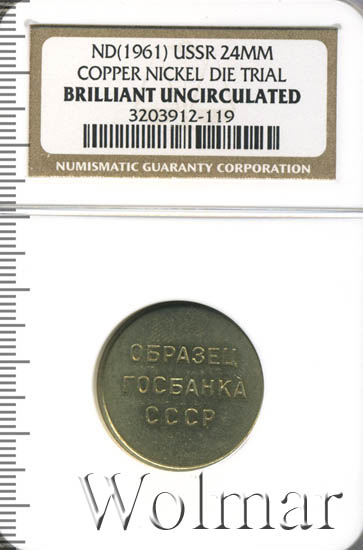 ND(1961) USSR 24MM
COPPER NICKEL DIE TRIAL
BRILLIANT UNCIRCULATED
3203912-119
NUMISMATIC GUARANTY CORPORATION
ОБРАЗЕЦ
ГОСБАНКА
СССР
Wolmar